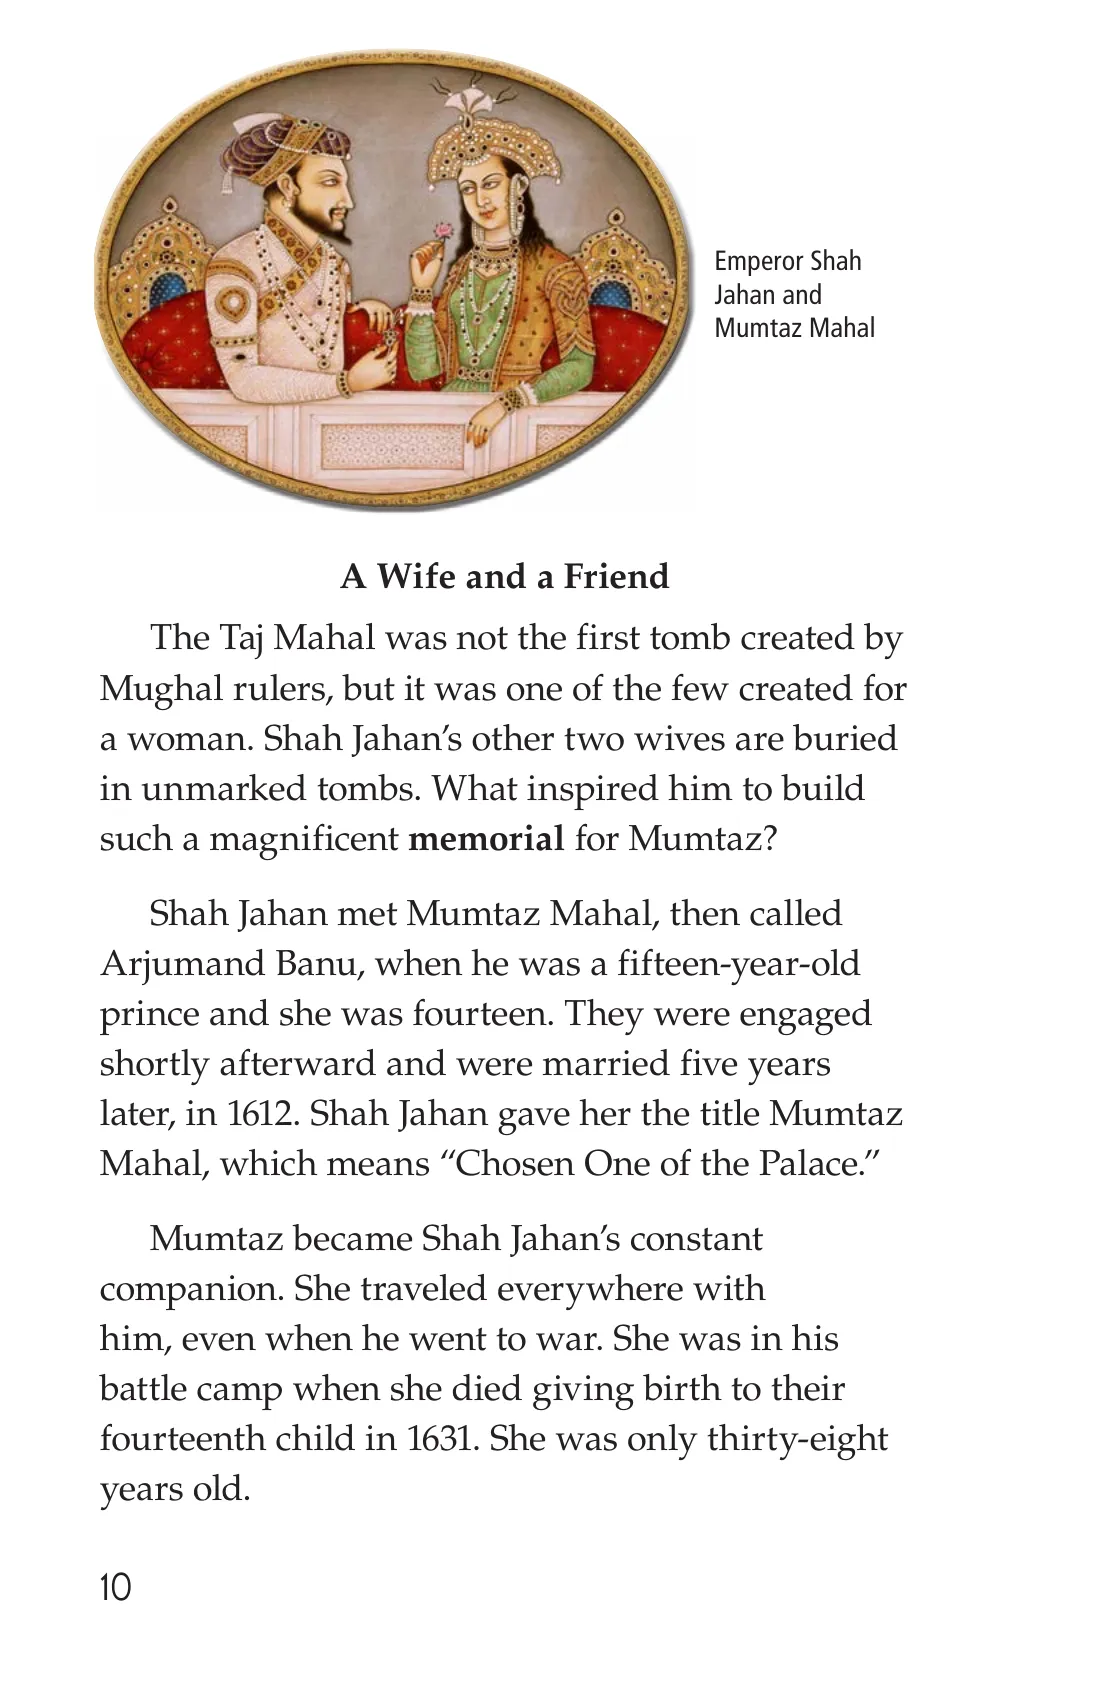 Emperor Shah
Jahan and
Mumtaz Mahal
A Wife and a Friend
The Taj Mahal was not the first tomb created by
Mughal rulers, but it was one of the few created for
a woman. Shah Jahan’s other two wives are buried
in unmarked tombs. What inspired him to build
such a magnificent memorial for Mumtaz?
Shah Jahan met Mumtaz Mahal, then called
Arjumand Banu, when he was a fifteen-year-old
prince and she was fourteen. They were engaged
shortly afterward and were married five years
later, in 1612. Shah Jahan gave her the title Mumtaz
Mahal, which means “Chosen One of the Palace.”
Mumtaz became Shah Jahan’s constant
companion. She traveled everywhere with
him, even when he went to war. She was in his
battle camp when she died giving birth to their
fourteenth child in 1631. She was only thirty-eight
years old.
10